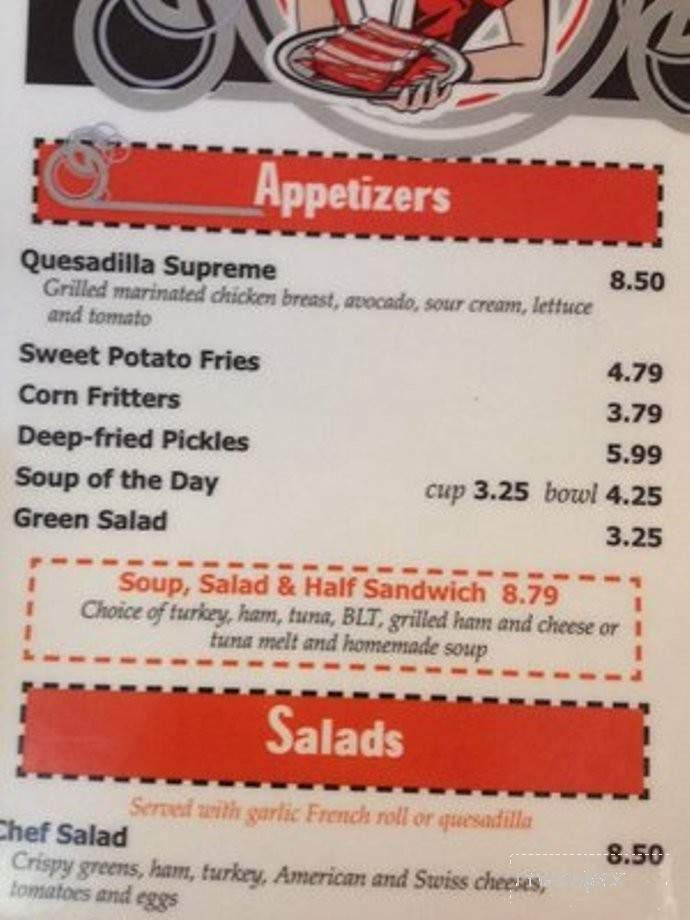 Appetizers
Quesadilla Supreme 8.50
Grilled marinated chicken breast, avocado, sour cream, lettuce
and tomato
Sweet Potato Fries 4.79
Corn Fritters 3.79
Deep-fried Pickles 5.99
Soup of the Day cup 3.25 bowl 4.25
Green Salad 3.25
Soup, Salad & Half Sandwich 8.79
Choice of turkey, ham, tuna, BLT, grilled ham and cheese or
tuna melt and homemade soup
Salads
Served with garlic French roll or quesadilla
Chef Salad 8.50
Crispy greens, ham, turkey, American and Swiss cheeses,
tomatoes and eggs